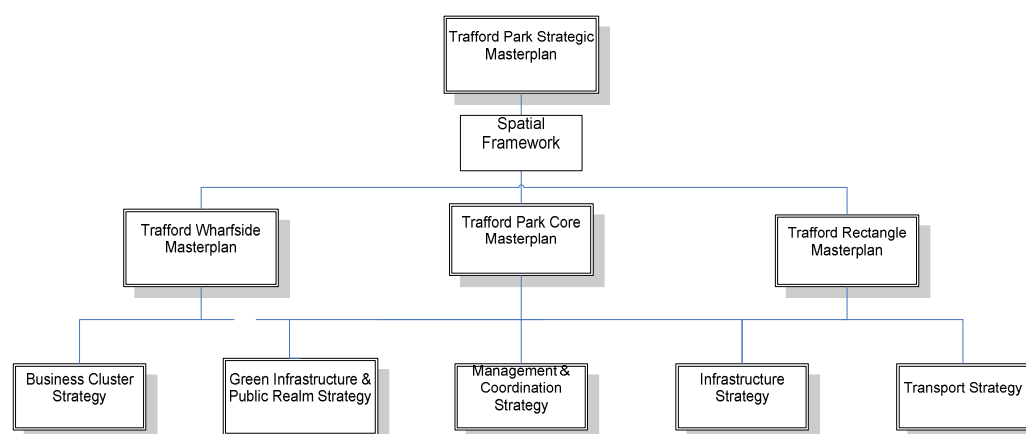 Trafford Park Strategic
Masterplan
Spatial
Framework
Trafford Wharfside
Masterplan
Trafford Park Core
Masterplan
Trafford Rectangle
Masterplan
Business Cluster
Strategy
Green Infrastructure &
Public Realm Strategy
Management &
Coordination
Strategy
Infrastructure
Strategy
Transport Strategy